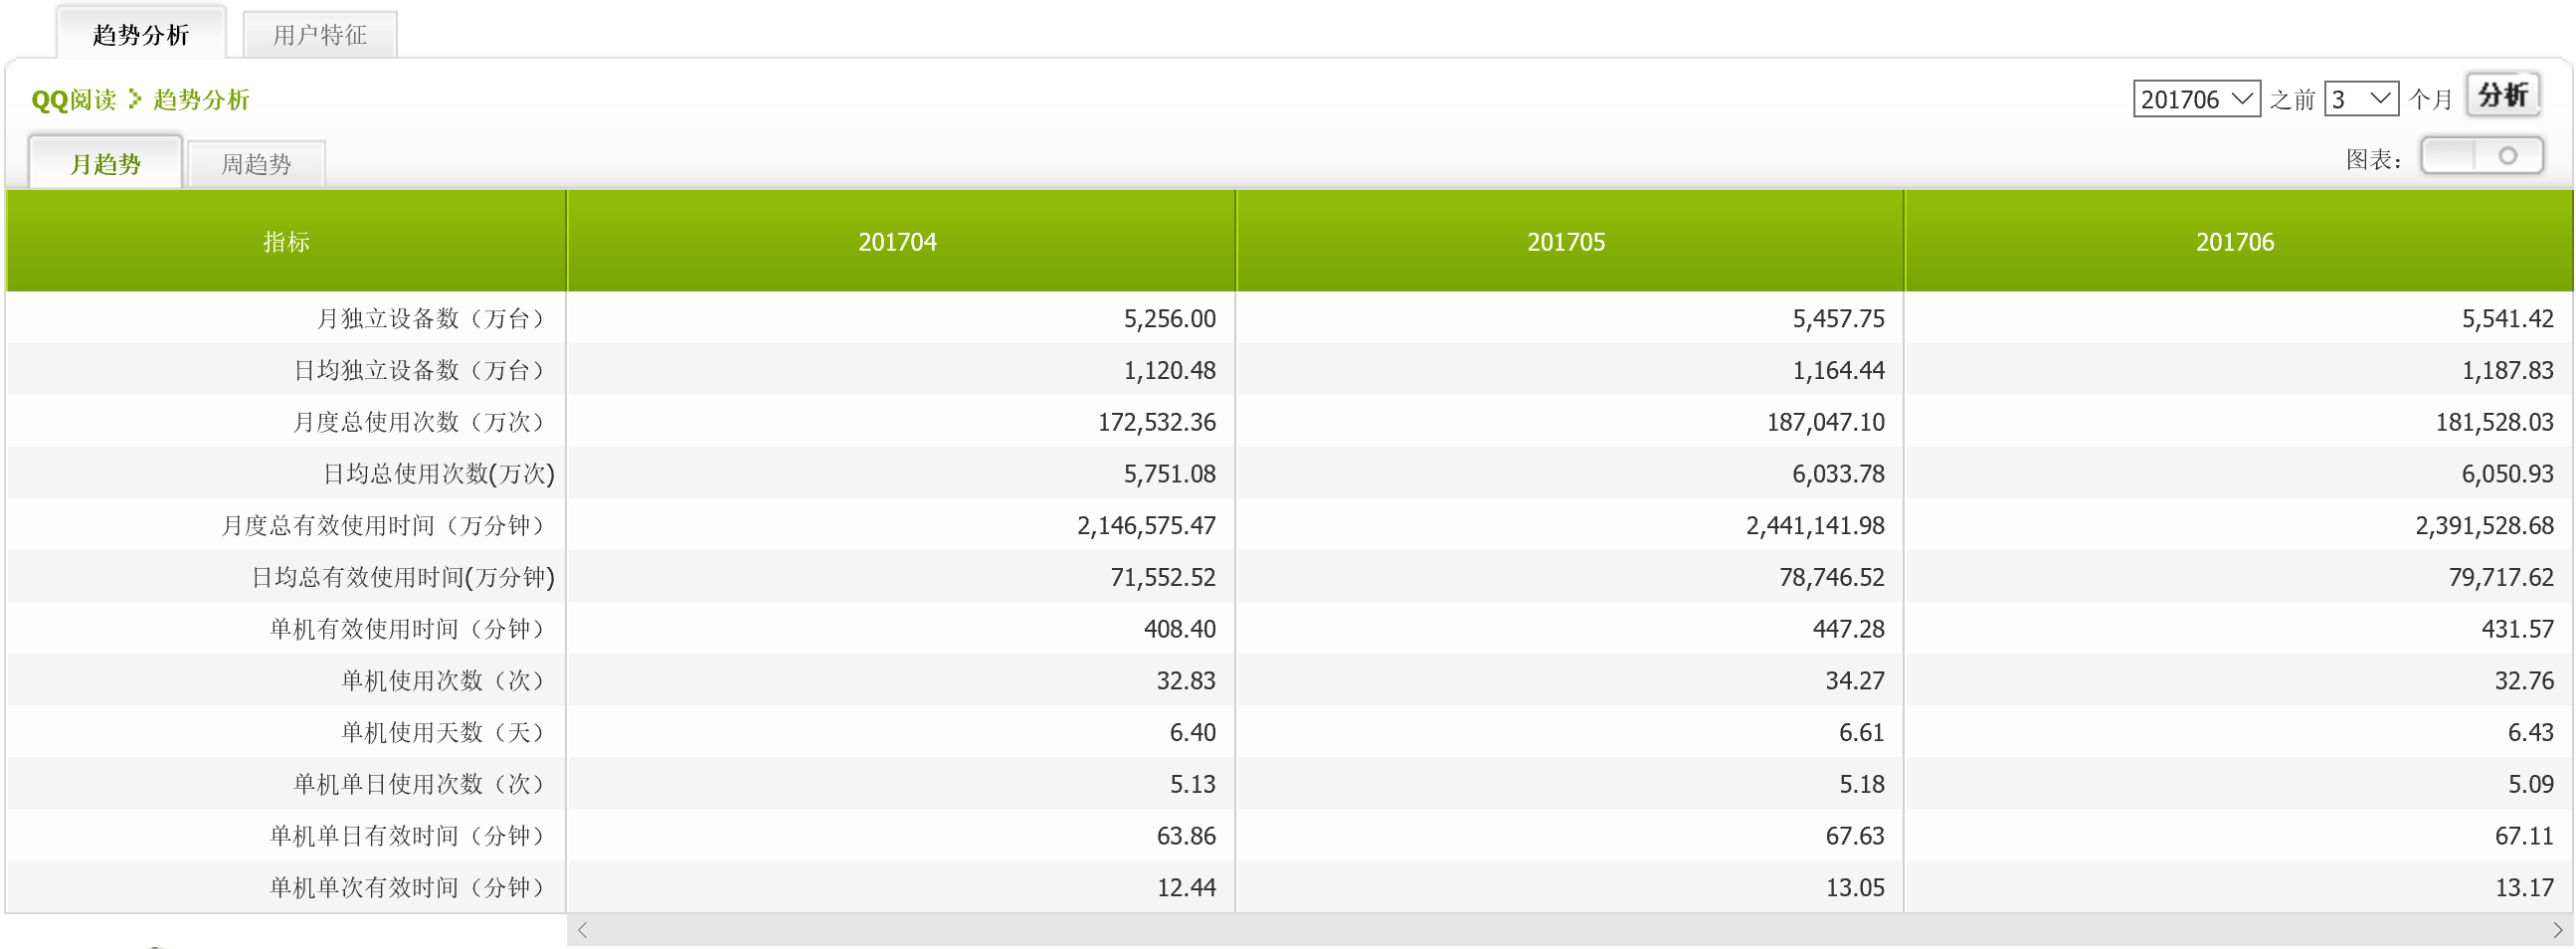 趋势分析 用户特征
QQ阅读 趋势分析 201706 之前 3 个月 分析
月趋势 周趋势 图表：
指标 201704 201705 201706
月独立设备数（万台） 5,256.00 5,457.75 5,541.42
日均独立设备数（万台） 1,120.48 1,164.44 1,187.83
月度总使用次数（万次） 172,532.36 187,047.10 181,528.03
日均总使用次数(万次) 5,751.08 6,033.78 6,050.93
月度总有效使用时间（万分钟） 2,146,575.47 2,441,141.98 2,391,528.68
日均总有效使用时间(万分钟) 71,552.52 78,746.52 79,717.62
单机有效使用时间（分钟） 408.40 447.28 431.57
单机使用次数（次） 32.83 34.27 32.76
单机使用天数（天） 6.40 6.61 6.43
单机单日使用次数（次） 5.13 5.18 5.09
单机单日有效时间（分钟） 63.86 67.63 67.11
单机单次有效时间（分钟） 12.44 13.05 13.17